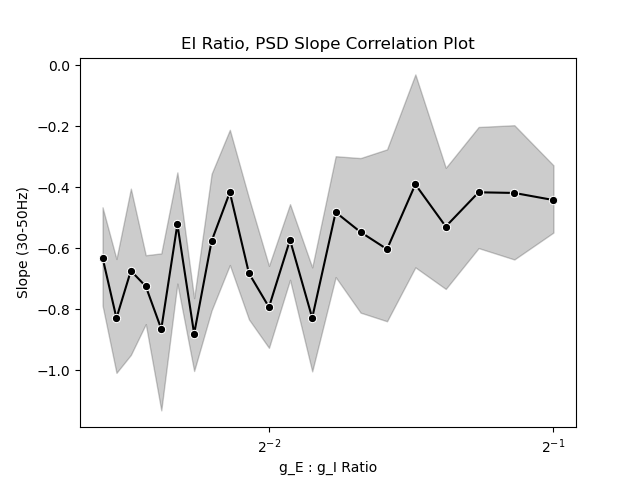 EI Ratio, PSD Slope Correlation Plot
Slope (30-50Hz)
0.0
−0.2
−0.4
−0.6
−0.8
−1.0
2⁻² 2⁻¹
g_E : g_I Ratio